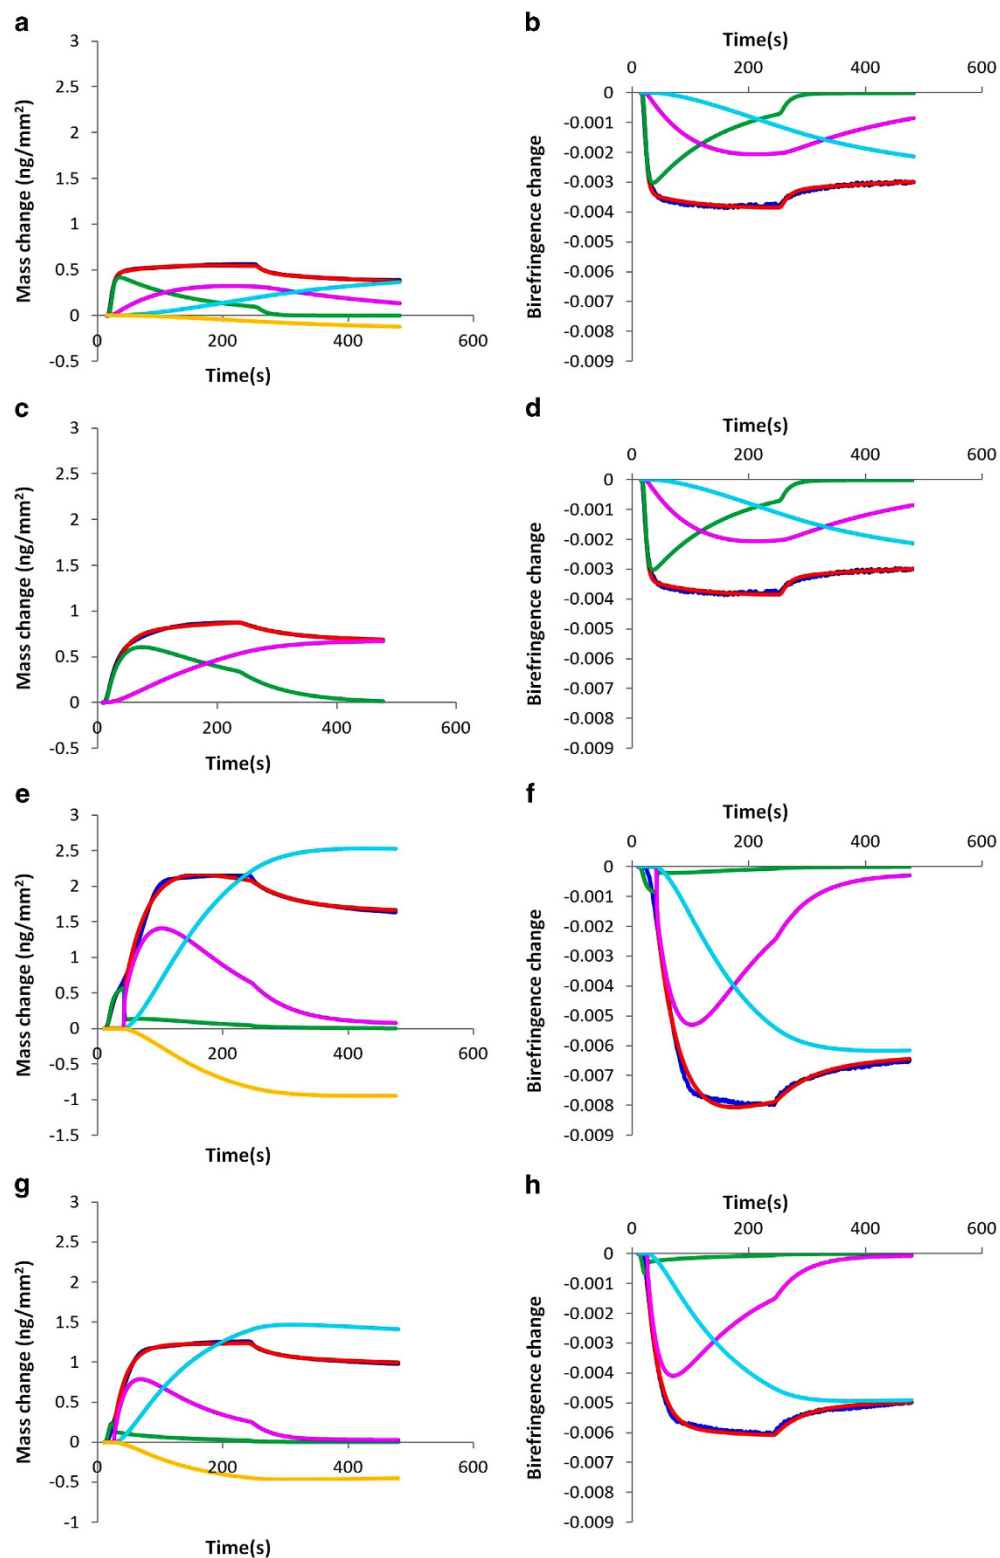 a
3
2.5
2
1.5
1
0.5
0
-0.5
0 200 400 600
Mass change (ng/mm²)
Time(s)
b
Time(s)
0 200 400 600
0
-0.001
-0.002
-0.003
-0.004
-0.005
-0.006
-0.007
-0.008
-0.009
Birefringence change
c
3
2.5
2
1.5
1
0.5
0
-0.5
0 200 400 600
Mass change (ng/mm²)
Time(s)
d
Time(s)
0 200 400 600
0
-0.001
-0.002
-0.003
-0.004
-0.005
-0.006
-0.007
-0.008
-0.009
Birefringence change
e
3
2.5
2
1.5
1
0.5
0
-0.5
-1
-1.5
0 200 400 600
Mass change (ng/mm²)
Time(s)
f
Time(s)
0 200 400 600
0
-0.001
-0.002
-0.003
-0.004
-0.005
-0.006
-0.007
-0.008
-0.009
Birefringence change
g
3
2.5
2
1.5
1
0.5
0
-0.5
-1
0 200 400 600
Mass change (ng/mm²)
Time(s)
h
Time(s)
0 200 400 600
0
-0.001
-0.002
-0.003
-0.004
-0.005
-0.006
-0.007
-0.008
-0.009
Birefringence change